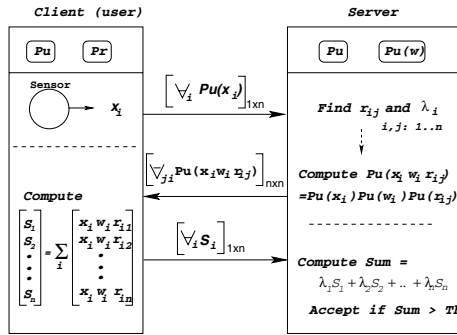 Client (user)
Server
Pu Pr
Pu Pu(w)
Sensor
x_i
[∀_i Pu(x_i)]_1xn
Find r_ij and λ_i
i,j: 1..n
[∀_ji Pu(x_i w_i r_ij)]_nxn
Compute Pu(x_i w_i r_ij)
=Pu(x_i)Pu(w_i)Pu(r_ij)
Compute
[S_1 S_2 . . . S_n] = ∑_i [x_i w_i r_i1 x_i w_i r_i2 . . . x_i w_i r_in]
[∀_i S_i]_1xn
Compute Sum =
λ_1S_1+λ_2S_2+ .. +λ_nS_n
Accept if Sum > Th